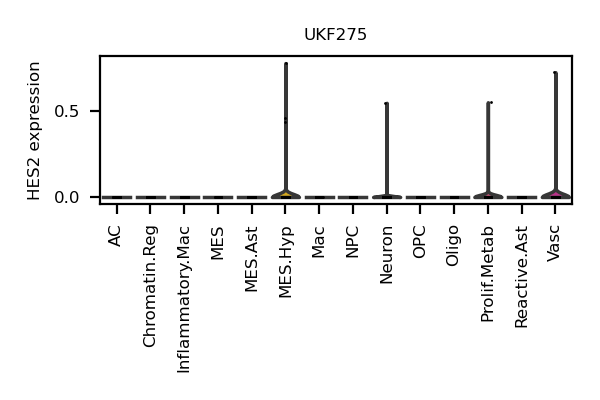 UKF275
HES2 expression
0.5
0.0
AC
Chromatin.Reg
Inflammatory.Mac
MES
MES.Ast
MES.Hyp
Mac
NPC
Neuron
OPC
Oligo
Prolif.Metab
Reactive.Ast
Vasc